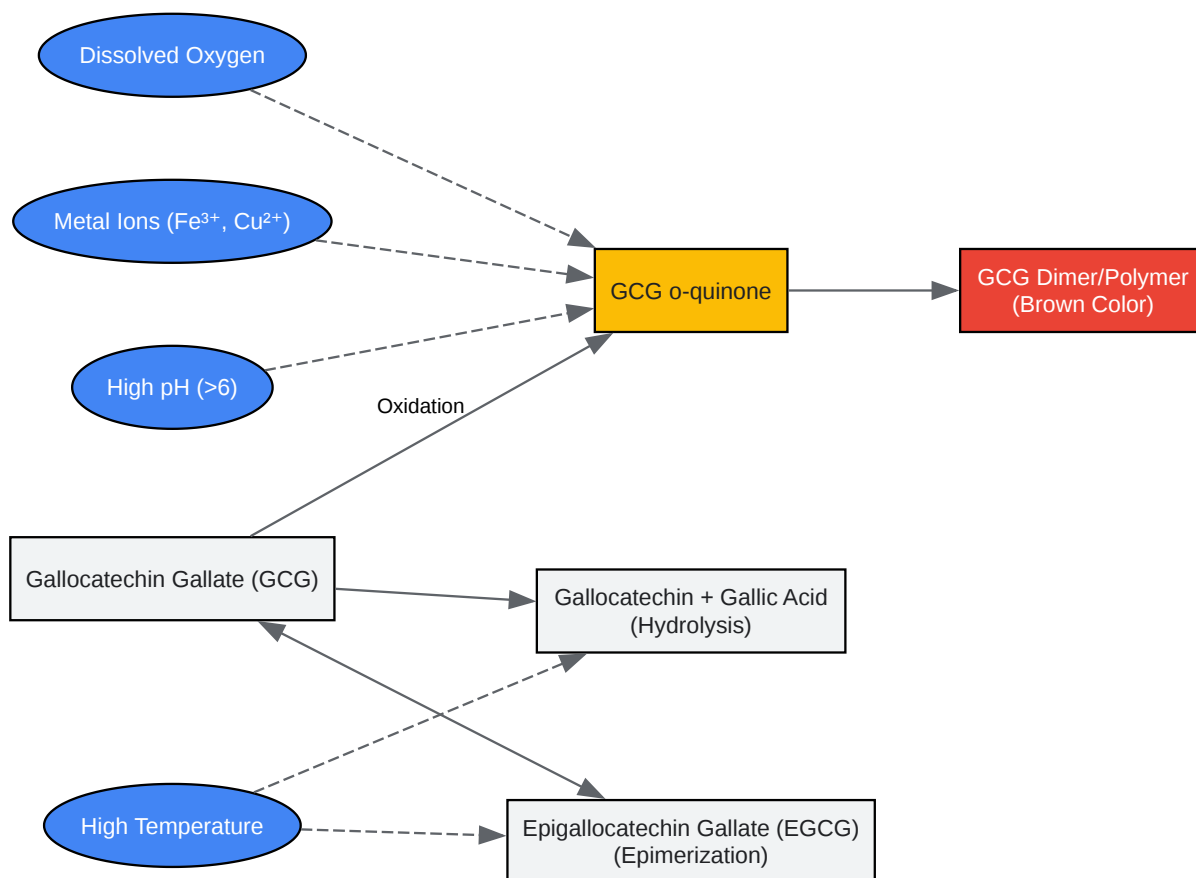 Dissolved Oxygen
Metal Ions (Fe³⁺, Cu²⁺)
GCG o-quinone
GCG Dimer/Polymer
(Brown Color)
High pH (>6)
Oxidation
Gallocatechin Gallate (GCG)
Gallocatechin + Gallic Acid
(Hydrolysis)
High Temperature
Epigallocatechin Gallate (EGCG)
(Epimerization)